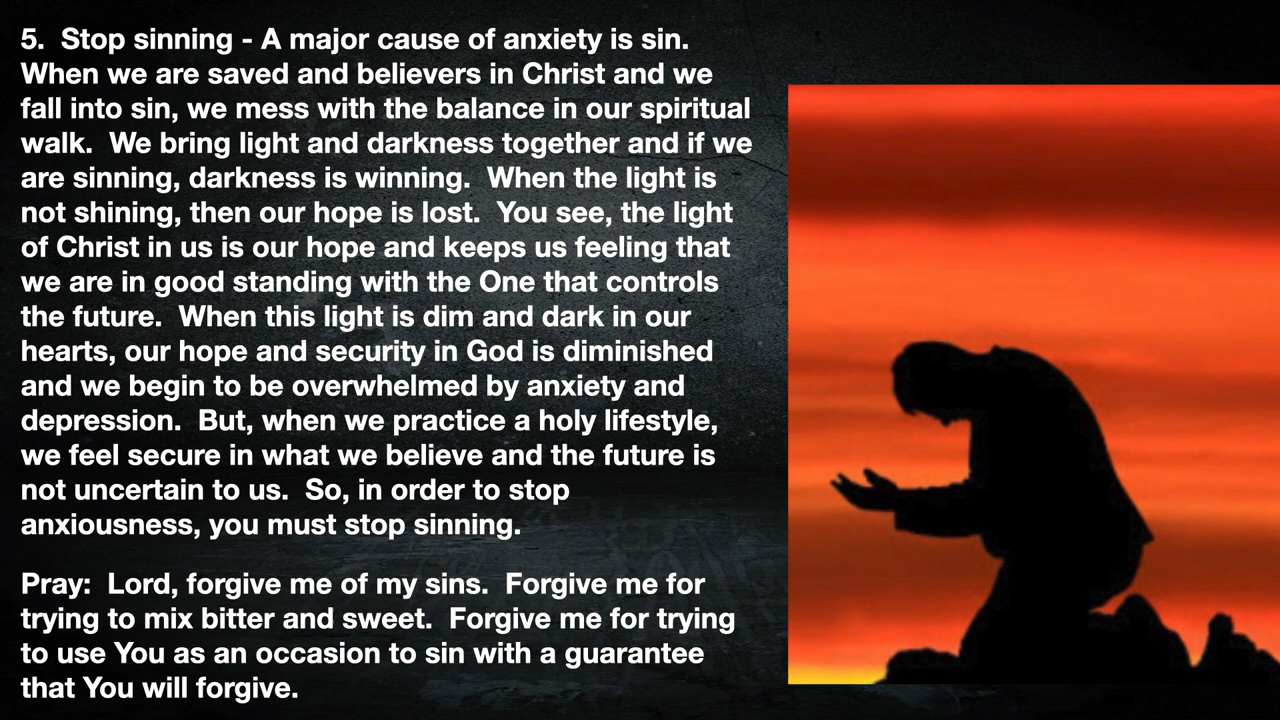 5.  Stop sinning - A major cause of anxiety is sin.
When we are saved and believers in Christ and we
fall into sin, we mess with the balance in our spiritual
walk.  We bring light and darkness together and if we
are sinning, darkness is winning.  When the light is
not shining, then our hope is lost.  You see, the light
of Christ in us is our hope and keeps us feeling that
we are in good standing with the One that controls
the future.  When this light is dim and dark in our
hearts, our hope and security in God is diminished
and we begin to be overwhelmed by anxiety and
depression.  But, when we practice a holy lifestyle,
we feel secure in what we believe and the future is
not uncertain to us.  So, in order to stop
anxiousness, you must stop sinning.
Pray:  Lord, forgive me of my sins.  Forgive me for
trying to mix bitter and sweet.  Forgive me for trying
to use You as an occasion to sin with a guarantee
that You will forgive.